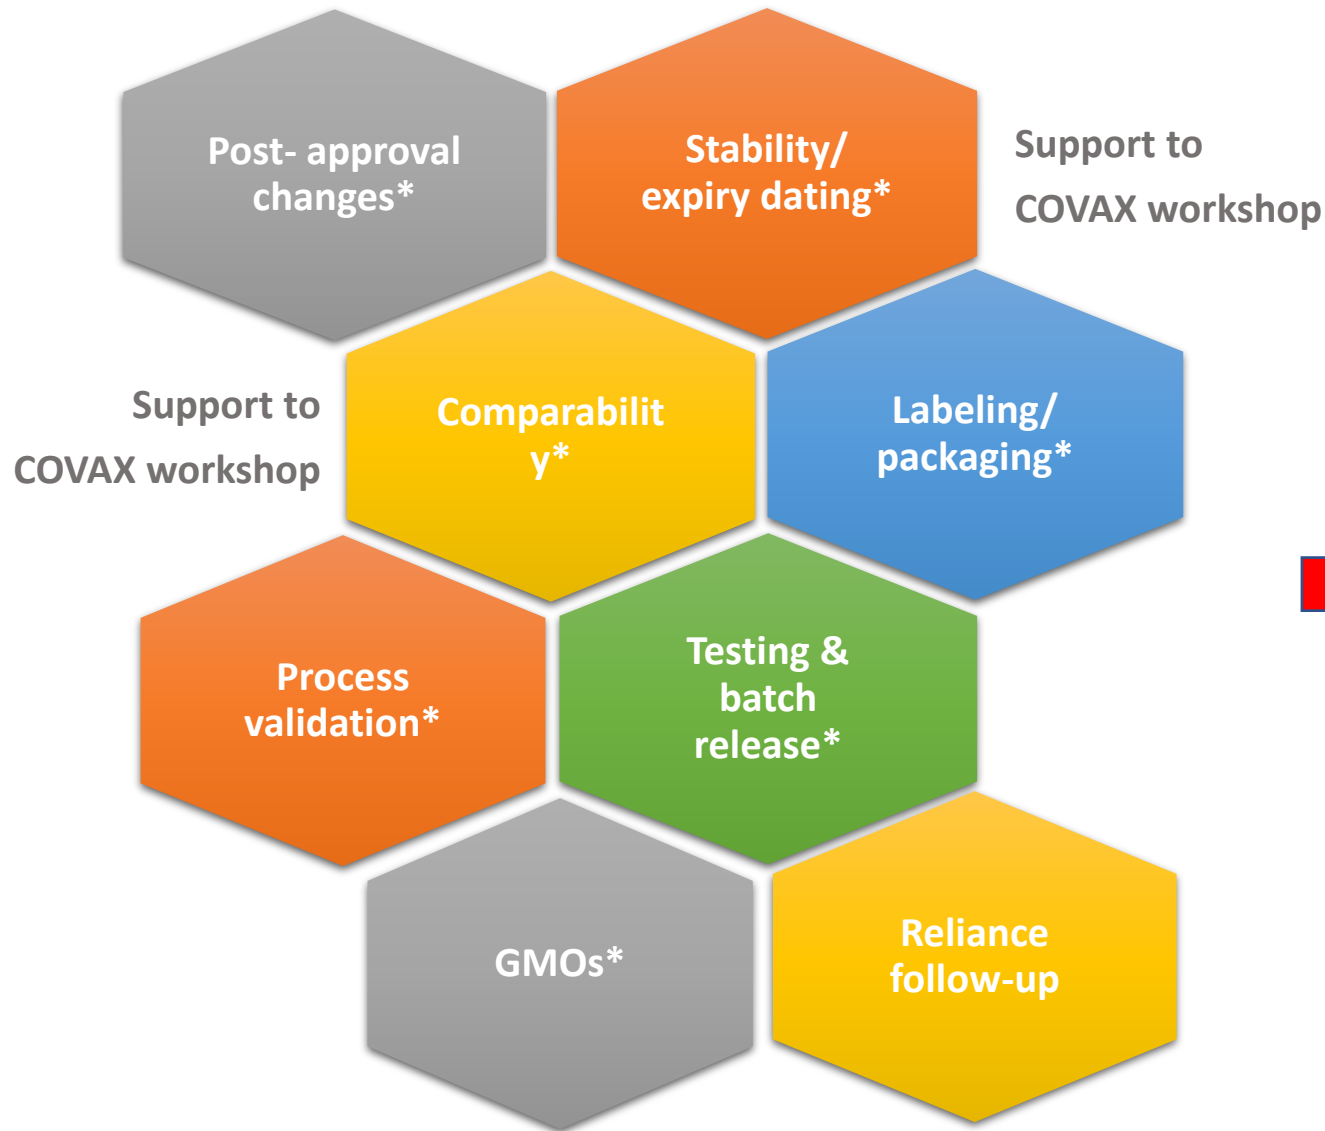 Post- approval
changes*
Stability/
expiry dating*
Support to
COVAX workshop
Support to
COVAX workshop
Comparabilit
y*
Labeling/
packaging*
Process
validation*
Testing &
batch
release*
GMOs*
Reliance
follow-up